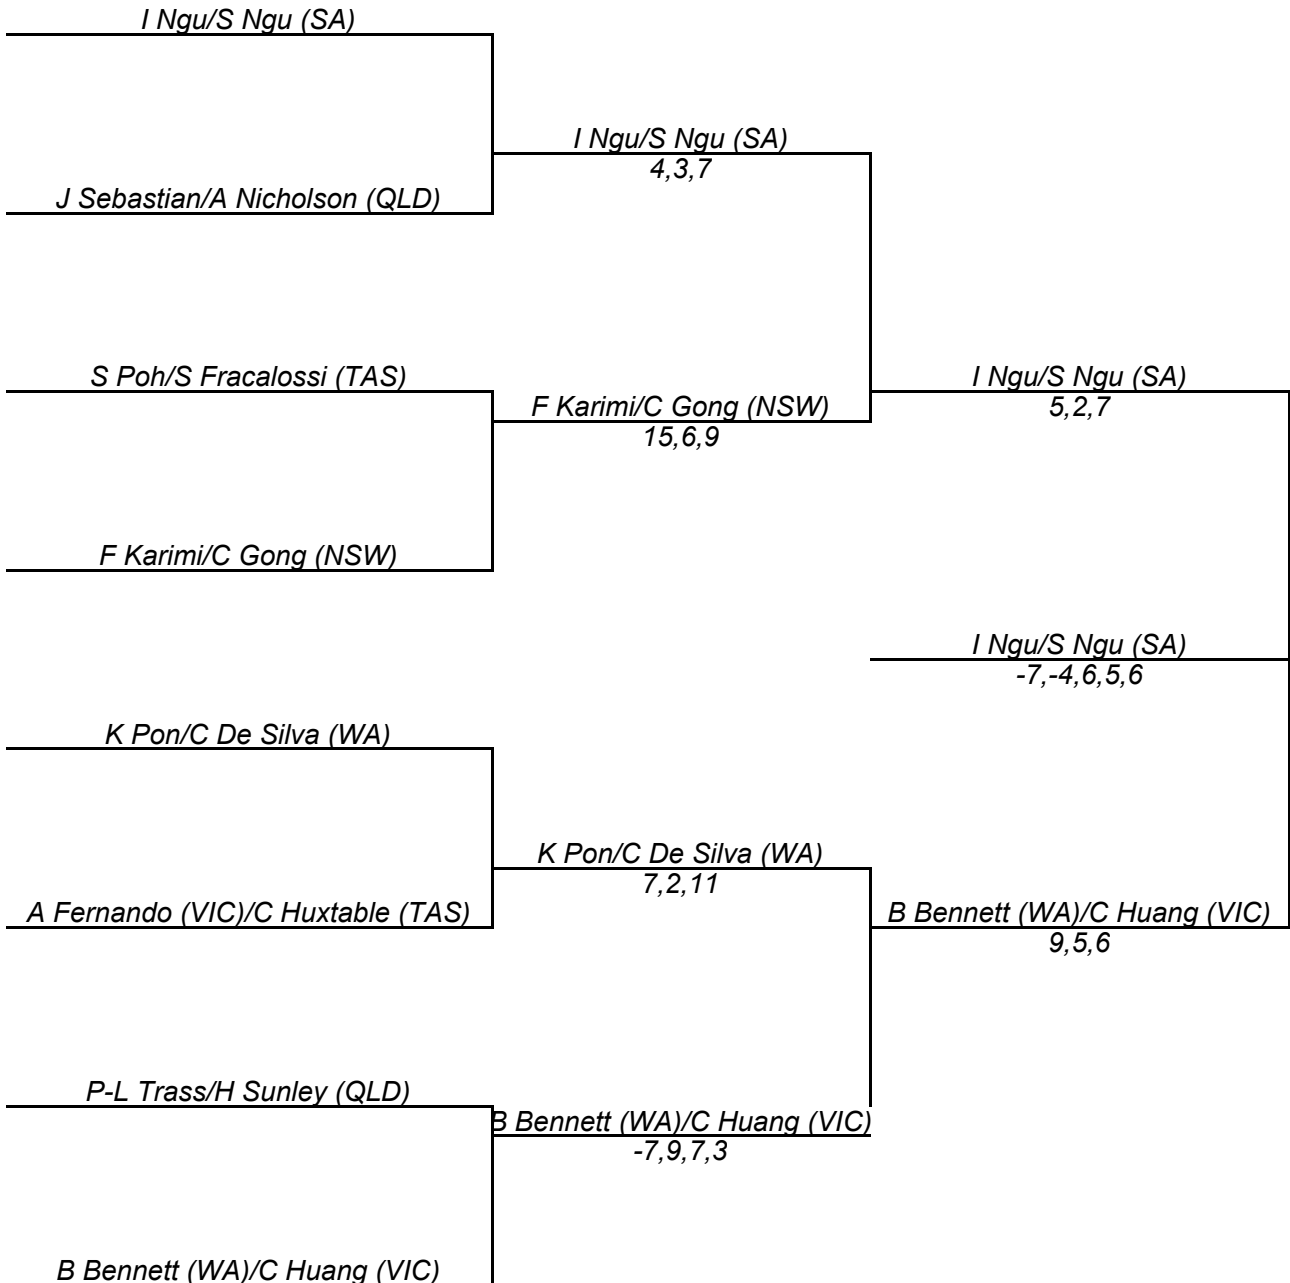 I Ngu/S Ngu (SA)
I Ngu/S Ngu (SA)
4,3,7
J Sebastian/A Nicholson (QLD)
S Poh/S Fracalossi (TAS)
I Ngu/S Ngu (SA)
5,2,7
F Karimi/C Gong (NSW)
15,6,9
F Karimi/C Gong (NSW)
I Ngu/S Ngu (SA)
-7,-4,6,5,6
K Pon/C De Silva (WA)
K Pon/C De Silva (WA)
7,2,11
A Fernando (VIC)/C Huxtable (TAS)
B Bennett (WA)/C Huang (VIC)
9,5,6
P-L Trass/H Sunley (QLD)
B Bennett (WA)/C Huang (VIC)
-7,9,7,3
B Bennett (WA)/C Huang (VIC)